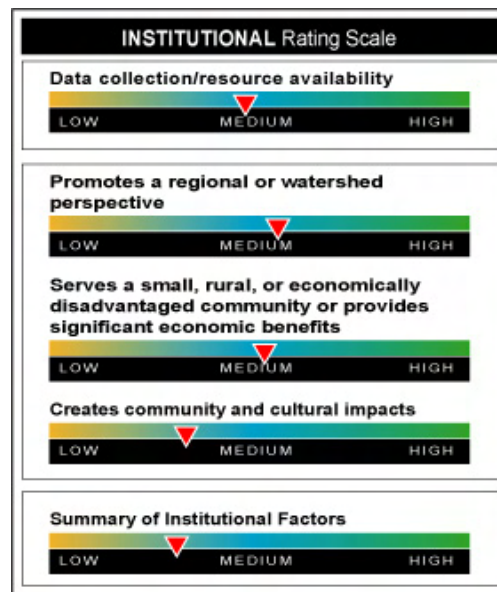 INSTITUTIONAL Rating Scale
Data collection/resource availability
LOW MEDIUM HIGH
Promotes a regional or watershed
perspective
LOW MEDIUM HIGH
Serves a small, rural, or economically
disadvantaged community or provides
significant economic benefits
LOW MEDIUM HIGH
Creates community and cultural impacts
LOW MEDIUM HIGH
Summary of Institutional Factors
LOW MEDIUM HIGH